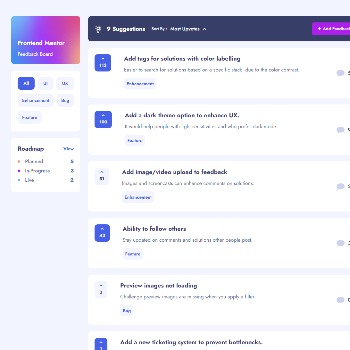 Frontend Mentor
Feedback Board
All
UI
UX
Enhancement
Bug
Feature
Roadmap
View
Planned
5
In-Progress
3
Live
2
9 Suggestions
Sort By : Most Upvotes
+ Add Feedback
112
Add tags for solutions with color labelling
Easier to search for solutions based on a specific stack, due to the color contrast.
Enhancement
100
Add a dark theme option to enhance UX.
It would help people with light sensitivities and who prefer dark mode.
Feature
51
Add image/video upload to feedback
Images and screencasts can enhance comments on solutions.
Enhancement
42
Ability to follow others
Stay updated on comments and solutions other people post.
Feature
3
Preview images not loading
Challenge preview images are missing when you apply a filter.
Bug
Add a new ticketing system to prevent bottlenecks.